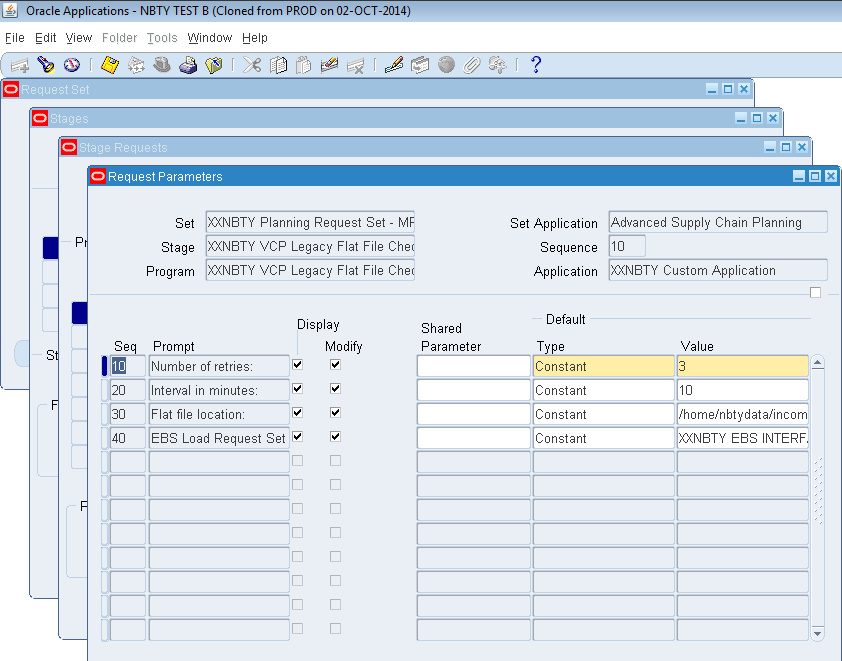 Oracle Applications - NBTY TEST B (Cloned from PROD on 02-OCT-2014)
File Edit View Folder Tools Window Help
Request Set
Stages
Stage Requests
Request Parameters
Set XXNBTY Planning Request Set - MP Set Application Advanced Supply Chain Planning
Stage XXNBTY VCP Legacy Flat File Chec Sequence 10
Program XXNBTY VCP Legacy Flat File Chec Application XXNBTY Custom Application
Display Shared Default
Seq Prompt Modify Parameter Type Value
10 Number of retries: Constant 3
20 Interval in minutes: Constant 10
30 Flat file location: Constant /home/nbtydata/incom
40 EBS Load Request Set Constant XXNBTY EBS INTERF
Pr
St
F
F